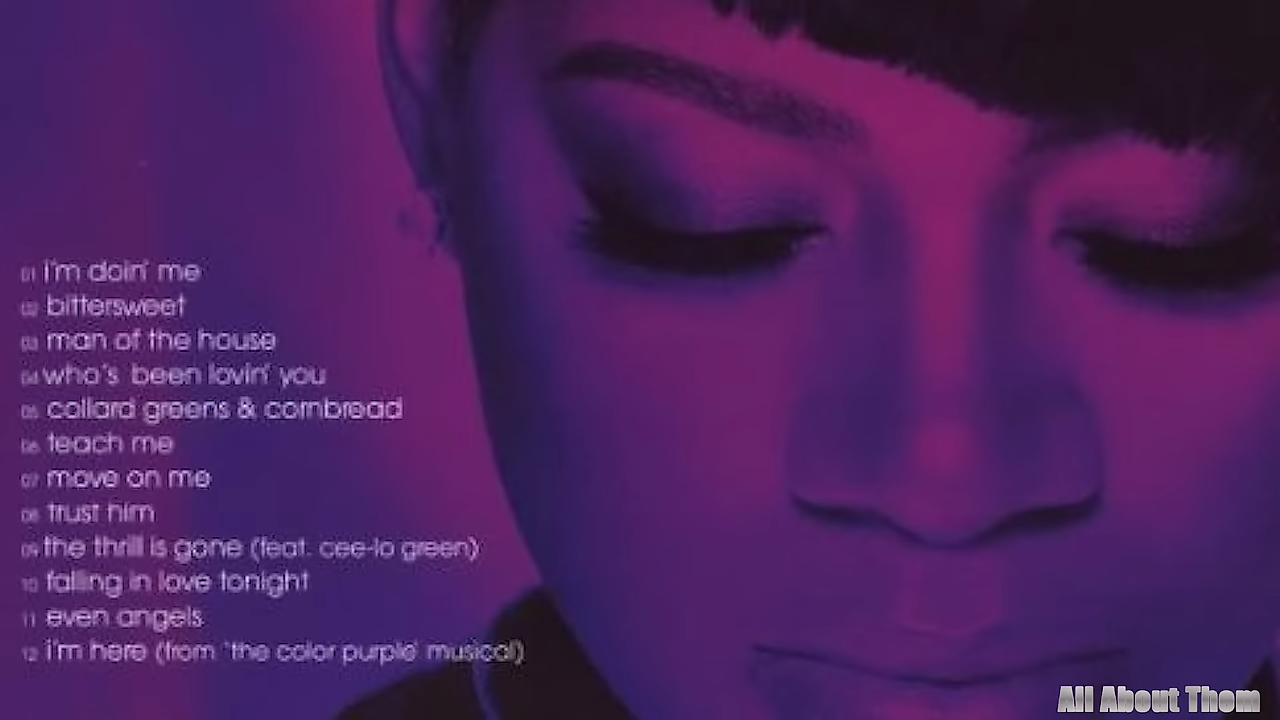 01 i'm doin' me
02 bittersweet
03 man of the house
04 who's been lovin' you
05 collard greens & cornbread
06 teach me
07 move on me
08 trust him
09 the thrill is gone (feat. cee-lo green)
10 falling in love tonight
11 even angels
12 i'm here (from 'the color purple' musical)
All About Them